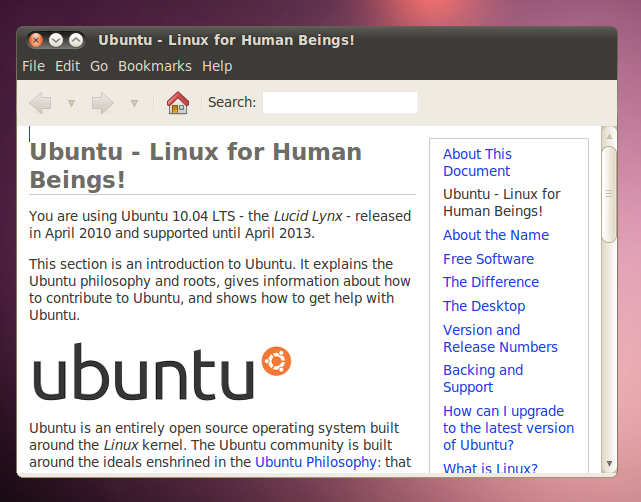 Ubuntu - Linux for Human Beings!
File Edit Go Bookmarks Help
Search:
Ubuntu - Linux for Human
Beings!
You are using Ubuntu 10.04 LTS - the Lucid Lynx - released
in April 2010 and supported until April 2013.
This section is an introduction to Ubuntu. It explains the
Ubuntu philosophy and roots, gives information about how
to contribute to Ubuntu, and shows how to get help with
Ubuntu.
ubuntu
Ubuntu is an entirely open source operating system built
around the Linux kernel. The Ubuntu community is built
around the ideals enshrined in the Ubuntu Philosophy: that
About This
Document
Ubuntu - Linux for
Human Beings!
About the Name
Free Software
The Difference
The Desktop
Version and
Release Numbers
Backing and
Support
How can I upgrade
to the latest version
of Ubuntu?
What is Linux?